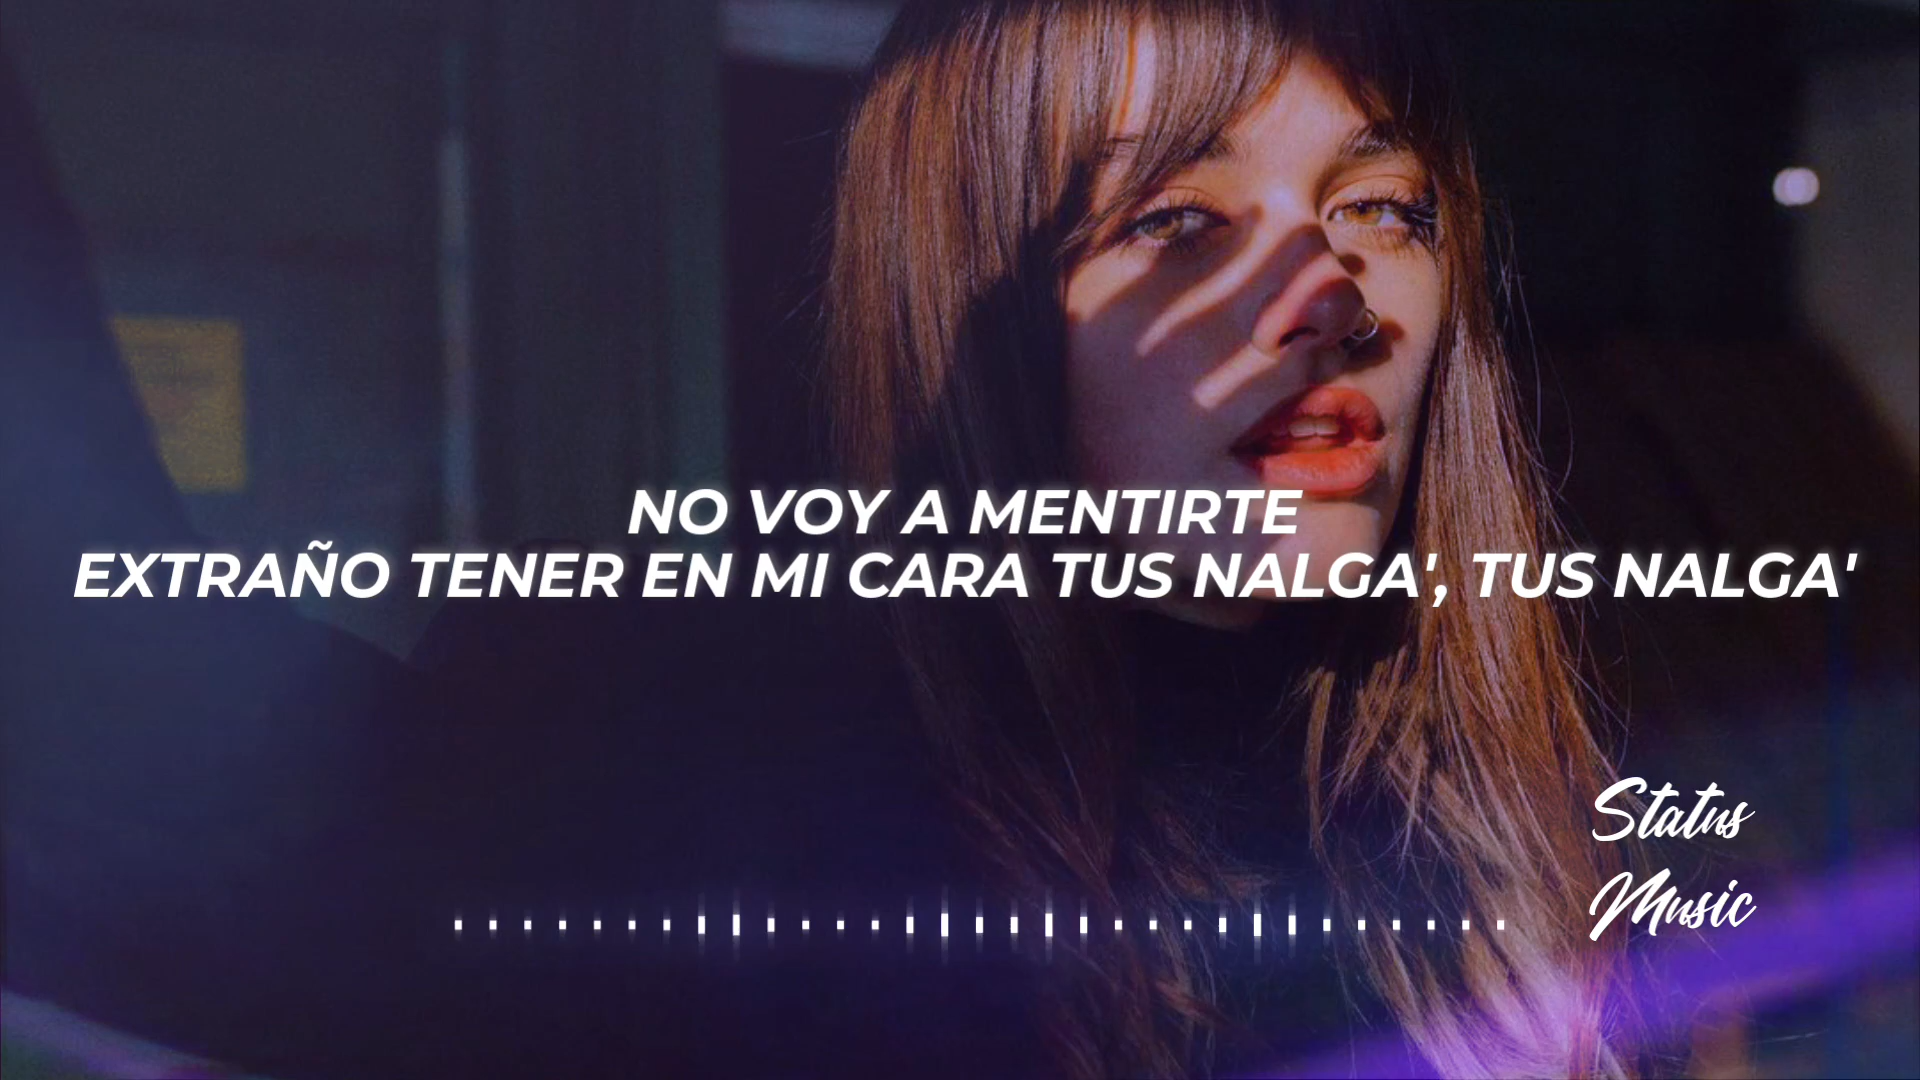 NO VOY A MENTIRTE
EXTRAÑO TENER EN MI CARA TUS NALGA', TUS NALGA'
Status
Music